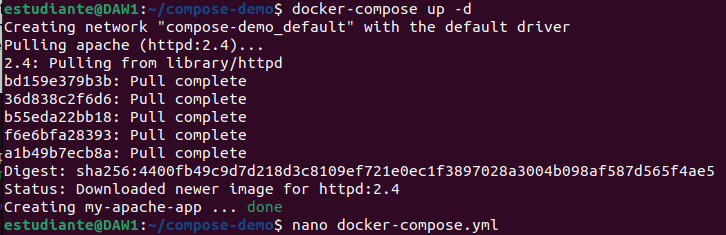 estudiante@DAW1:~/compose-demo$ docker-compose up -d
Creating network "compose-demo_default" with the default driver
Pulling apache (httpd:2.4)...
2.4: Pulling from library/httpd
bd159e379b3b: Pull complete
36d838c2f6d6: Pull complete
b55eda22bb18: Pull complete
f6e6bfa28393: Pull complete
a1b49b7ecb8a: Pull complete
Digest: sha256:4400fb49c9d7d218d3c8109ef721e0ec1f3897028a3004b098af587d565f4ae5
Status: Downloaded newer image for httpd:2.4
Creating my-apache-app ... done
estudiante@DAW1:~/compose-demo$ nano docker-compose.yml